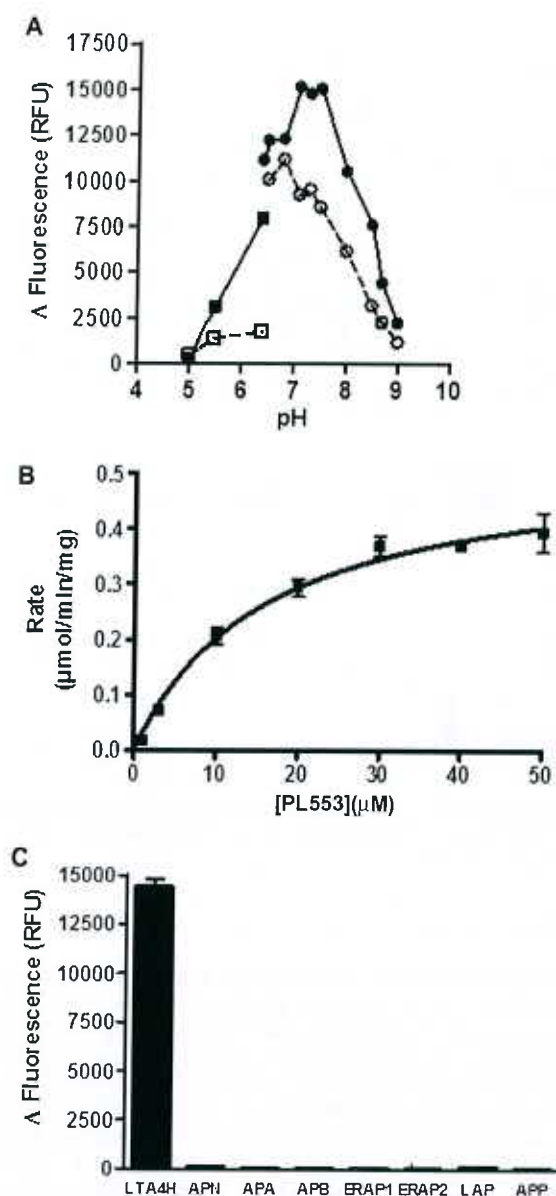 A
17500
15000
12500
10000
7500
5000
2500
0
Λ Fluorescence (RFU)
4 5 6 7 8 9 10
pH
B
0.5
0.4
0.3
0.2
0.1
0.0
Rate
(μmol/mln/mg)
0 10 20 30 40 50
[PL553](μM)
C
15000
12500
10000
7500
5000
2500
0
Λ Fluorescence (RFU)
LTA4H APN APA APB ERAP1 ERAP2 LAP APP